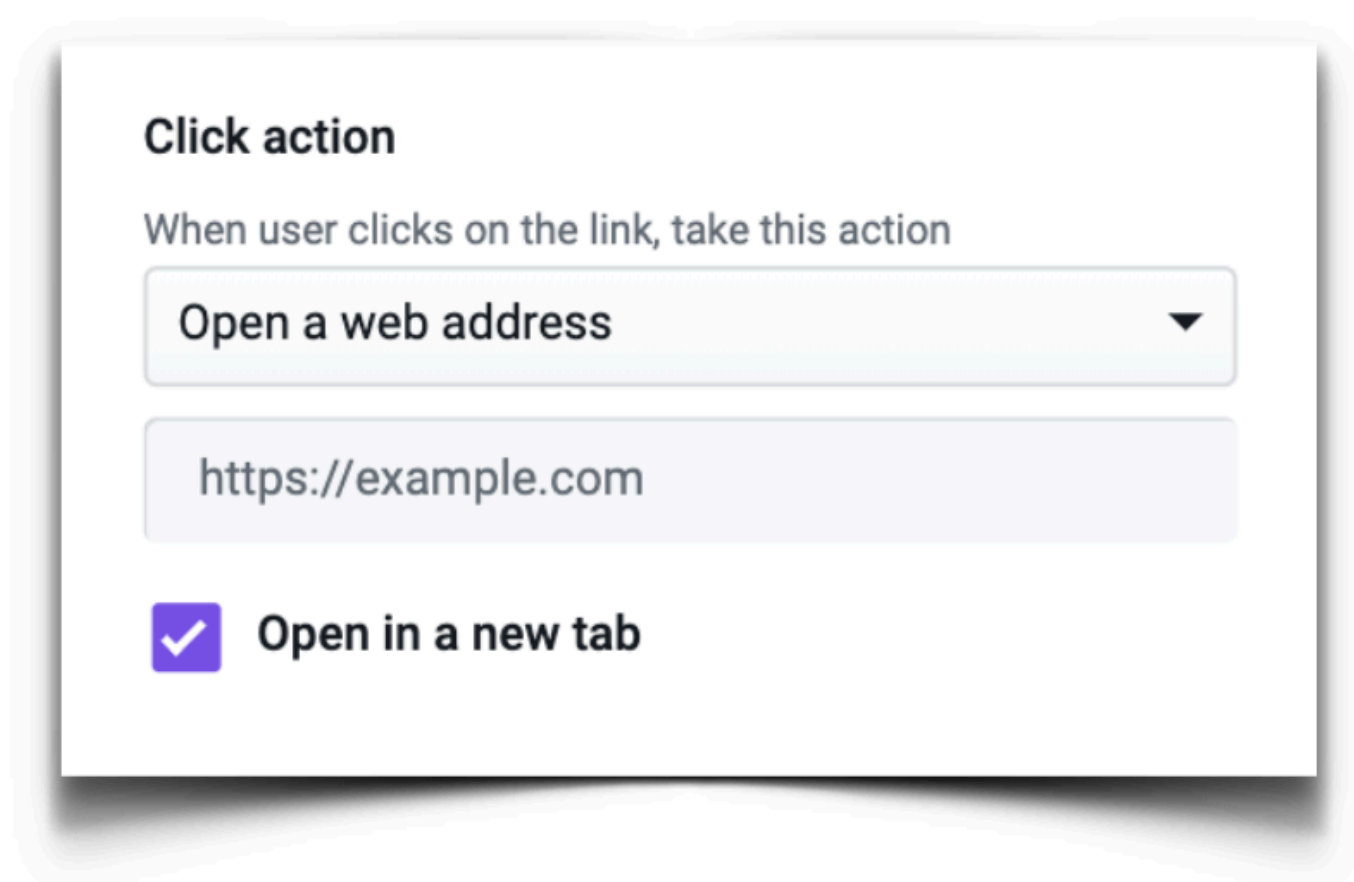 Click action
When user clicks on the link, take this action
Open a web address
https://example.com
Open in a new tab